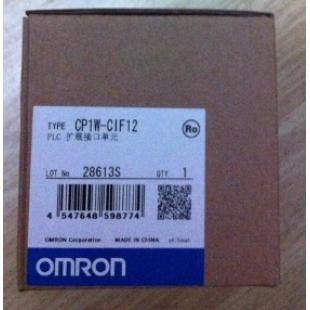 TYPE CP1W-CIF12
PLC 扩展接口单元
Ro
LOT No 28613S QTY 1
4 547648 598774
OMRON Corporation MADE IN CHINA
OMRON